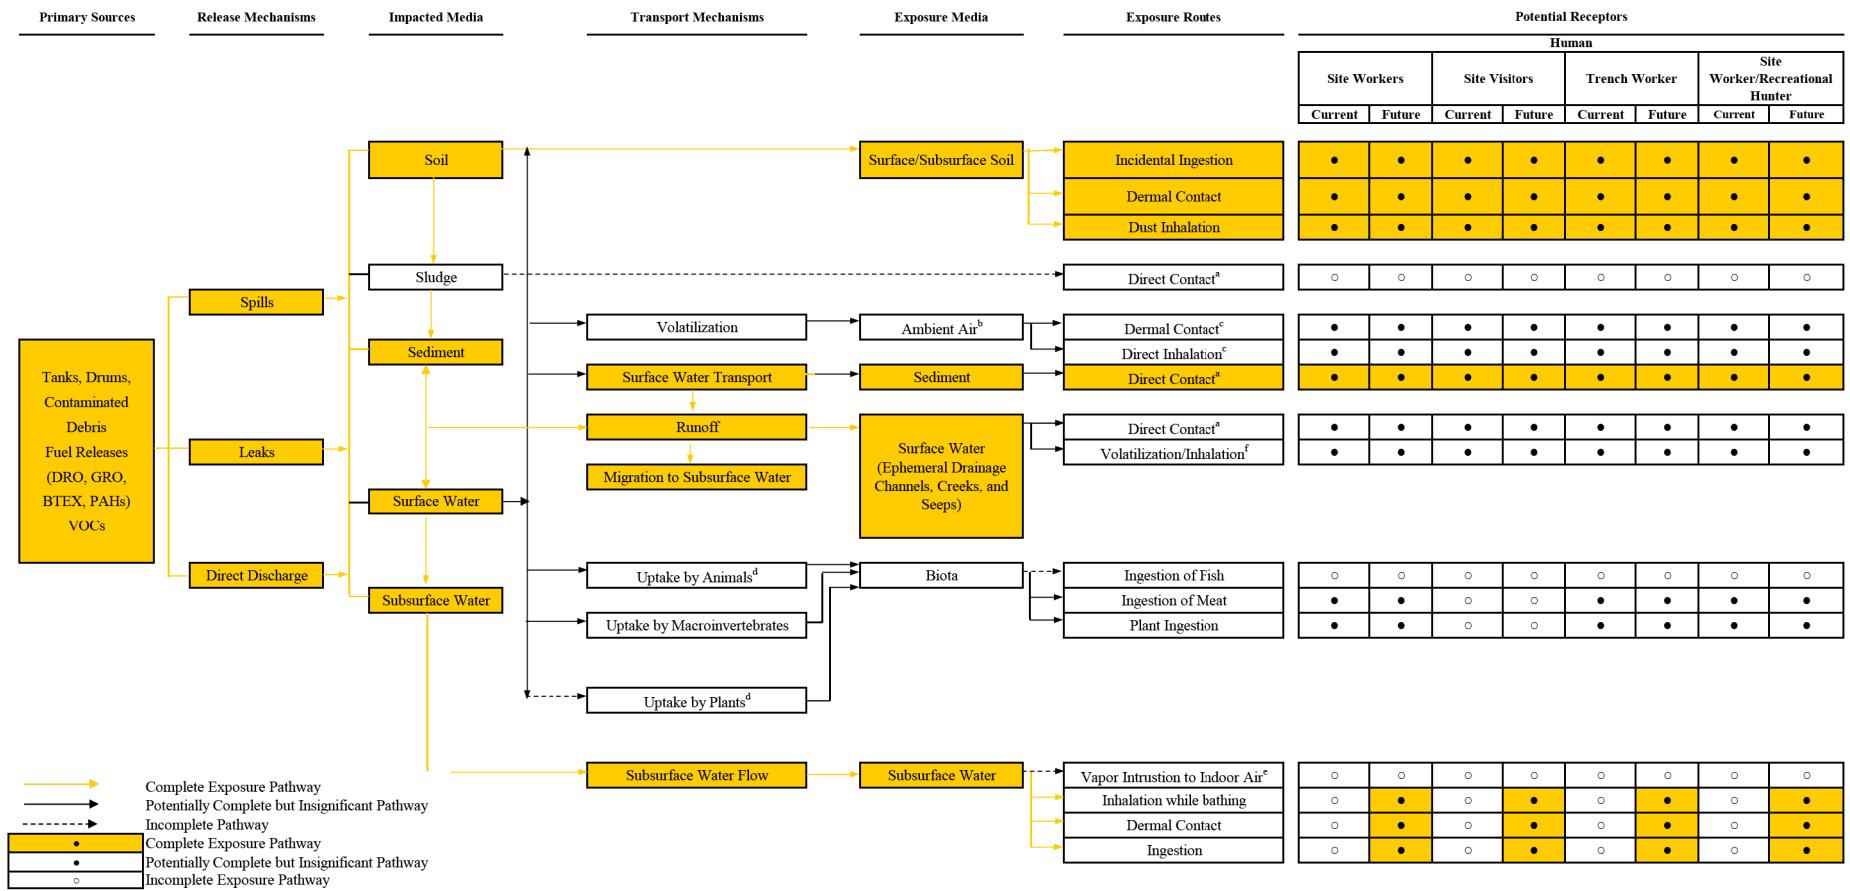 Primary Sources
Release Mechanisms
Impacted Media
Transport Mechanisms
Exposure Media
Exposure Routes
Potential Receptors
Human
Site Workers
Site Visitors
Trench Worker
Site
Worker/Recreational
Hunter
Current
Future
Current
Future
Current
Future
Current
Future
Soil
Surface/Subsurface Soil
Incidental Ingestion
Dermal Contact
Dust Inhalation
Sludge
Direct Contact^a
Spills
Volatilization
Ambient Air^b
Dermal Contact^c
Direct Inhalation^c
Sediment
Surface Water Transport
Sediment
Direct Contact^a
Tanks, Drums,
Contaminated
Debris
Fuel Releases
(DRO, GRO,
BTEX, PAHs)
VOCs
Leaks
Runoff
Surface Water
(Ephemeral Drainage
Channels, Creeks, and
Seeps)
Direct Contact^a
Volatilization/Inhalation^f
Migration to Subsurface Water
Surface Water
Direct Discharge
Uptake by Animals^d
Biota
Ingestion of Fish
Ingestion of Meat
Plant Ingestion
Subsurface Water
Uptake by Macroinvertebrates
Uptake by Plants^d
Subsurface Water Flow
Subsurface Water
Vapor Intrustion to Indoor Air^e
Inhalation while bathing
Dermal Contact
Ingestion
Complete Exposure Pathway
Potentially Complete but Insignificant Pathway
Incomplete Pathway
Complete Exposure Pathway
Potentially Complete but Insignificant Pathway
Incomplete Exposure Pathway